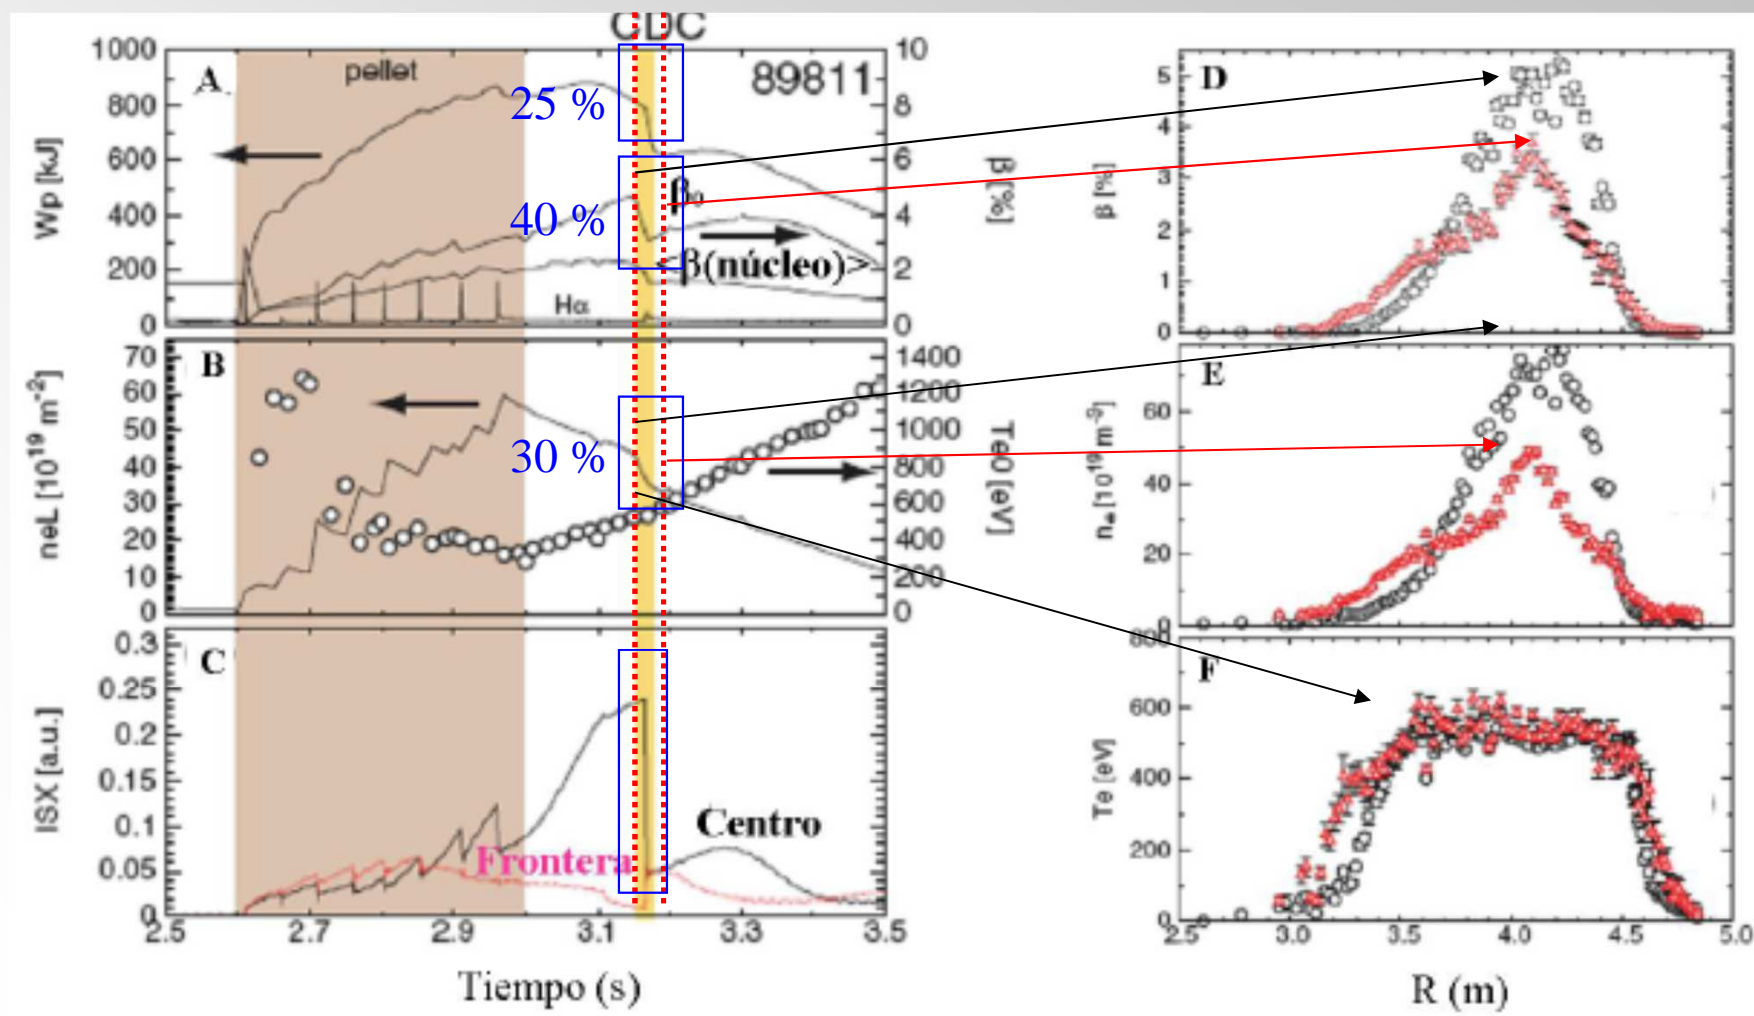 CDC
A
pellet
89811
25 %
40 %
β₀
<β(núcleo)>
Hα
Wp [kJ]
1000
800
600
400
200
0
10
8
6
4
2
0
β [%]
B
30 %
neL [10¹⁹ m⁻²]
70
60
50
40
30
20
10
0
1400
1200
1000
800
600
400
200
0
Te0 [eV]
C
Frontera
Centro
ISX [a.u.]
0.3
0.25
0.2
0.15
0.1
0.05
0
2.5 2.7 2.9 3.1 3.3 3.5
Tiempo (s)
D
β [%]
5
4
3
2
1
0
E
nₑ [10¹⁹ m⁻³]
60
40
20
0
F
Te [eV]
800
600
400
200
0
2.5 3.0 3.5 4.0 4.5 5.0
R (m)